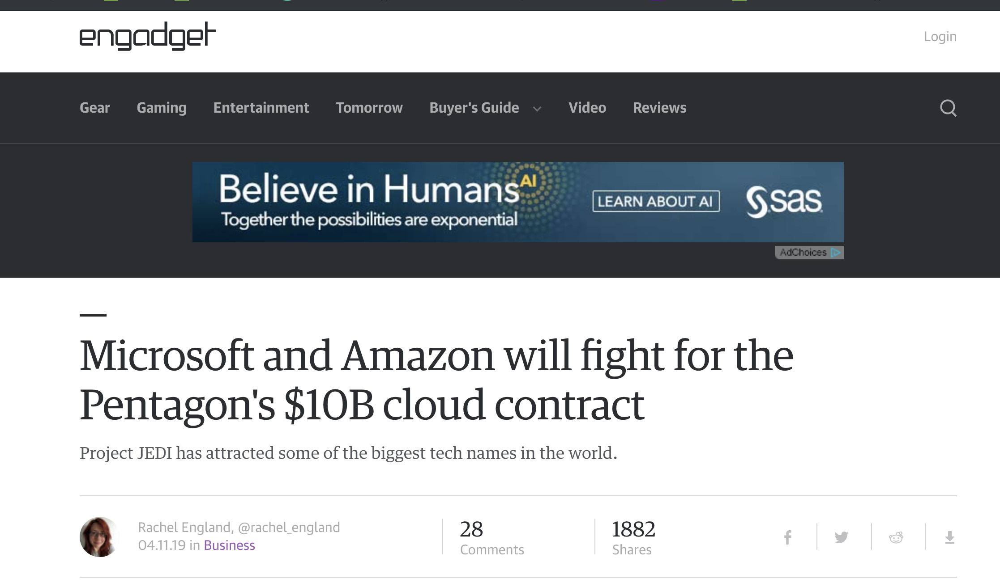 engadget
Login
Gear Gaming Entertainment Tomorrow Buyer's Guide Video Reviews
Believe in Humans AI
Together the possibilities are exponential
LEARN ABOUT AI
sas
AdChoices
Microsoft and Amazon will fight for the
Pentagon's $10B cloud contract
Project JEDI has attracted some of the biggest tech names in the world.
Rachel England, @rachel_england
04.11.19 in Business
28
Comments
1882
Shares